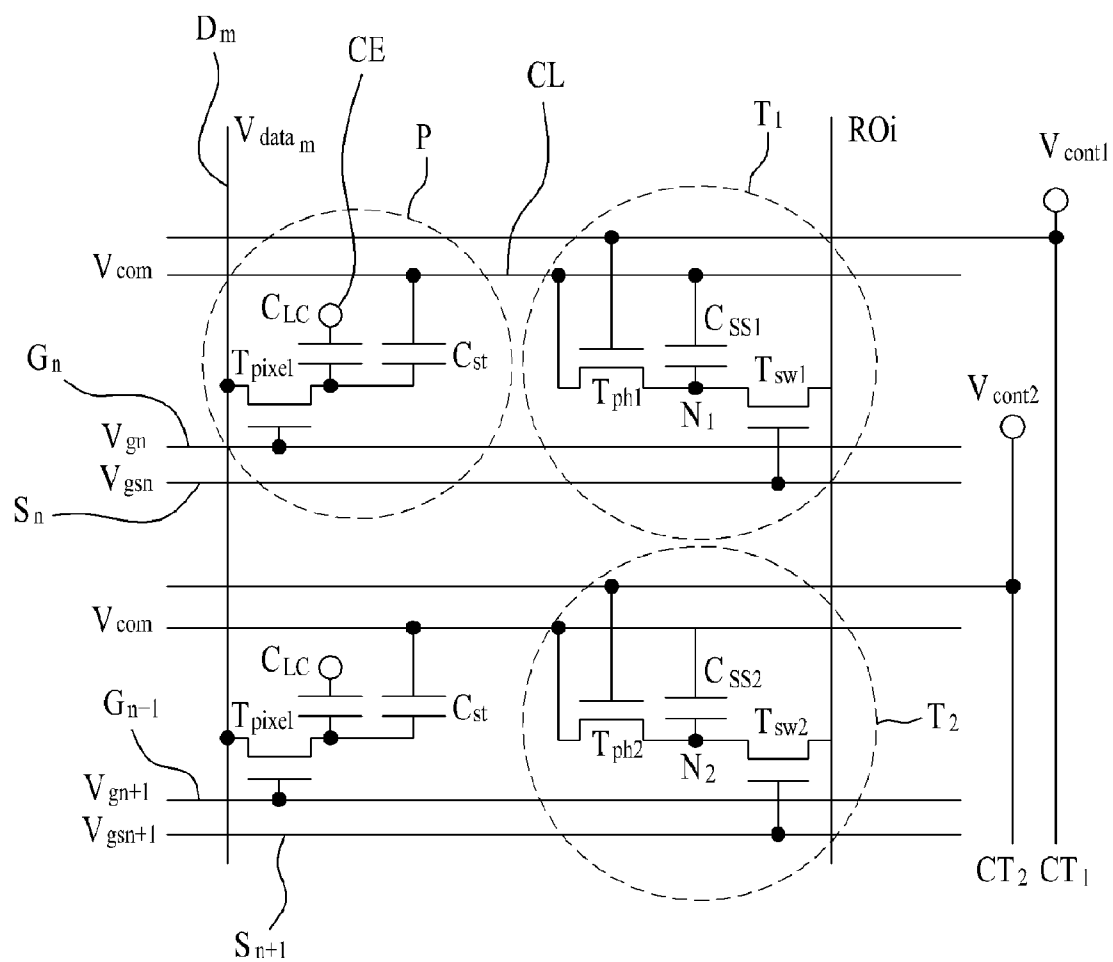 Dm
CE
CL
Vdata m
P
T1
ROi
Vcont1
Vcom
CLC
CSS1
Gn
Tpixel
Cst
Tph1
N1
Tsw1
Vcont2
Vgn
Vgsn
Sn
Vcom
CLC
CSS2
Gn-1
Tpixel
Cst
Tph2
N2
Tsw2
T2
Vgn+1
Vgsn+1
CT2
CT1
Sn+1